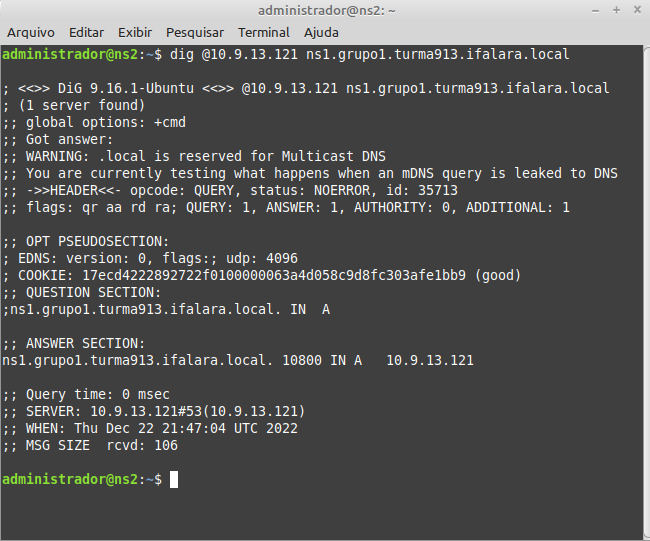 administrador@ns2: ~
Arquivo Editar Exibir Pesquisar Terminal Ajuda
administrador@ns2:~$ dig @10.9.13.121 ns1.grupo1.turma913.ifalara.local
; <<>> DiG 9.16.1-Ubuntu <<>> @10.9.13.121 ns1.grupo1.turma913.ifalara.local
; (1 server found)
;; global options: +cmd
;; Got answer:
;; WARNING: .local is reserved for Multicast DNS
;; You are currently testing what happens when an mDNS query is leaked to DNS
;; ->>HEADER<<- opcode: QUERY, status: NOERROR, id: 35713
;; flags: qr aa rd ra; QUERY: 1, ANSWER: 1, AUTHORITY: 0, ADDITIONAL: 1
;; OPT PSEUDOSECTION:
; EDNS: version: 0, flags:; udp: 4096
; COOKIE: 17ecd4222892722f0100000063a4d058c9d8fc303afe1bb9 (good)
;; QUESTION SECTION:
;ns1.grupo1.turma913.ifalara.local. IN A
;; ANSWER SECTION:
ns1.grupo1.turma913.ifalara.local. 10800 IN A 10.9.13.121
;; Query time: 0 msec
;; SERVER: 10.9.13.121#53(10.9.13.121)
;; WHEN: Thu Dec 22 21:47:04 UTC 2022
;; MSG SIZE rcvd: 106
administrador@ns2:~$